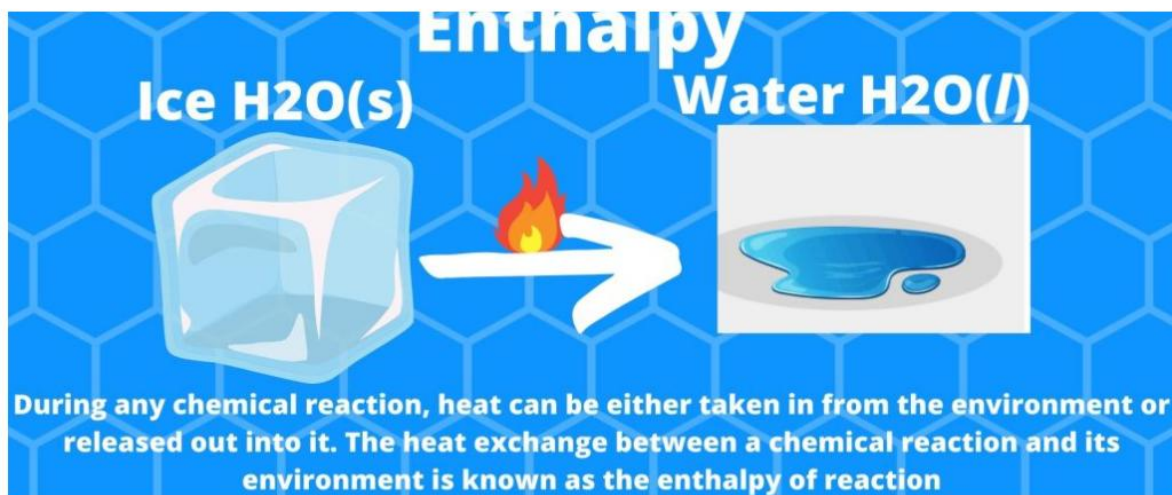 Enthalpy
Ice H2O(s)
Water H2O(l)
During any chemical reaction, heat can be either taken in from the environment or
released out into it. The heat exchange between a chemical reaction and its
environment is known as the enthalpy of reaction